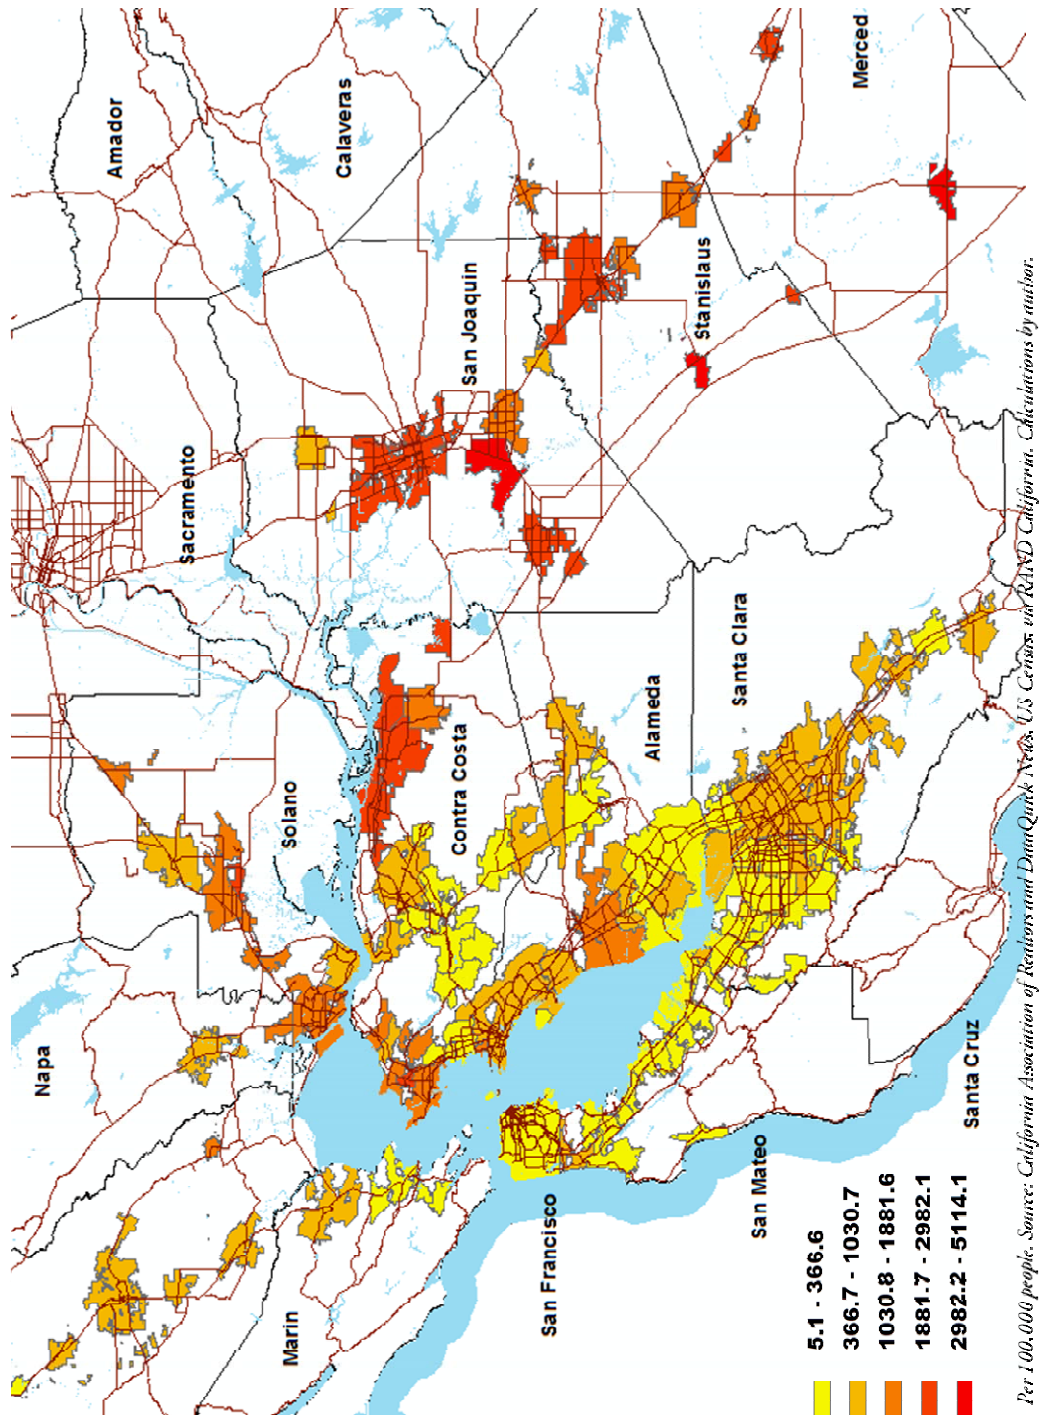 Napa
Amador
Sacramento
Calaveras
Solano
Marin
San Joaquin
Contra Costa
San Francisco
Alameda
Stanislaus
Santa Clara
San Mateo
Merced
Santa Cruz
5.1 - 366.6
366.7 - 1030.7
1030.8 - 1881.6
1881.7 - 2982.1
2982.2 - 5114.1
Per 100,000 people. Source: California Association of Realtors and DataQuick News, US Census via RAND California. Calculations by author.